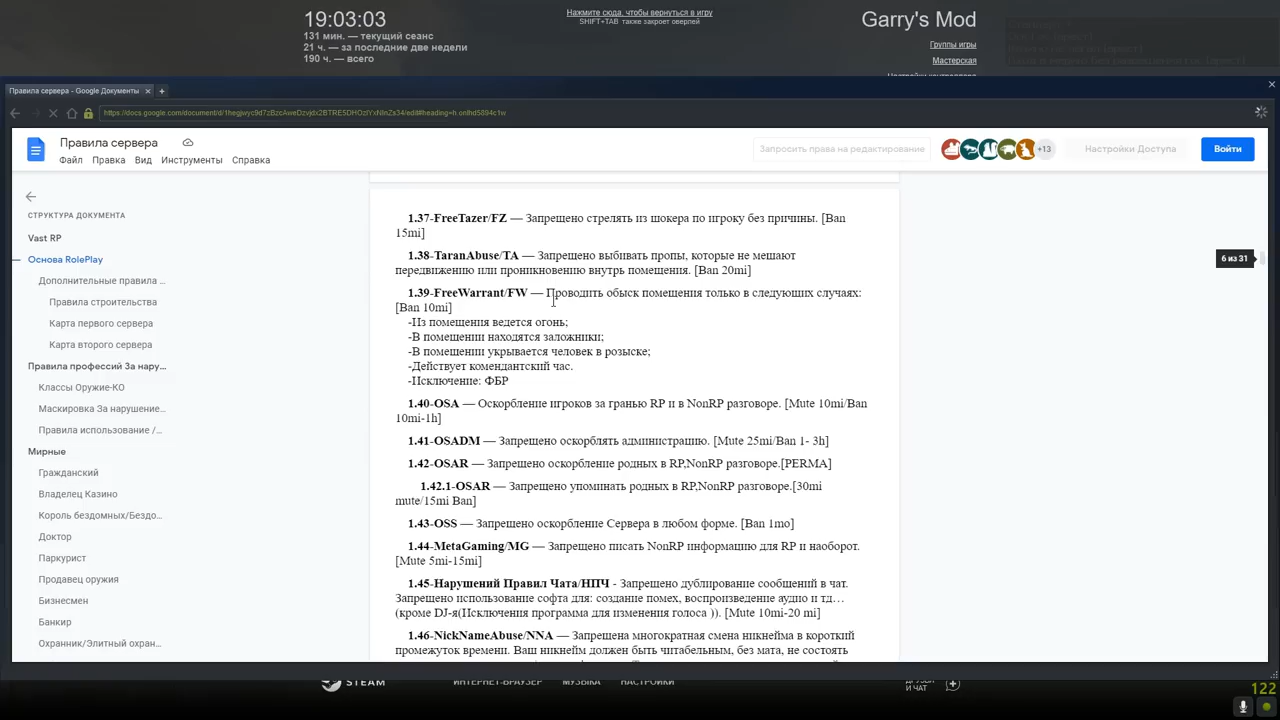 19:03:03
131 мин. — текущий сеанс
21 ч. — за последние две недели
190 ч. — всего
Нажмите сюда, чтобы вернуться в игру
SHIFT+TAB также закроет оверлей
Garry's Mod
Группы игры
Мастерская
Правила сервера - Google Документы
Правила сервера
Файл Правка Вид Инструменты Справка
Запросить права на редактирование
+13
Настройки Доступа
Войти
СТРУКТУРА ДОКУМЕНТА
Vast RP
Основа RolePlay
Дополнительные правила ...
Правила строительства
Карта первого сервера
Карта второго сервера
Правила профессий За нару...
Классы Оружие-КО
Маскировка За нарушение...
Правила использование /...
Мирные
Гражданский
Владелец Казино
Король бездомных/Бездо...
Доктор
Паркурист
Продавец оружия
Бизнесмен
Банкир
Охранник/Элитный охран...
1.37-FreeTazer/FZ — Запрещено стрелять из шокера по игроку без причины. [Ban
15mi]
1.38-TaranAbuse/TA — Запрещено выбивать пропы, которые не мешают
передвижению или проникновению внутрь помещения. [Ban 20mi]
1.39-FreeWarrant/FW — Проводить обыск помещения только в следующих случаях:
[Ban 10mi]
-Из помещения ведется огонь;
-В помещении находятся заложники;
-В помещении укрывается человек в розыске;
-Действует комендантский час.
-Исключение: ФБР
1.40-OSA — Оскорбление игроков за гранью RP и в NonRP разговоре. [Mute 10mi/Ban
10mi-1h]
1.41-OSADM — Запрещено оскорблять администрацию. [Mute 25mi/Ban 1- 3h]
1.42-OSAR — Запрещено оскорбление родных в RP,NonRP разговоре.[PERMA]
1.42.1-OSAR — Запрещено упоминать родных в RP,NonRP разговоре.[30mi
mute/15mi Ban]
1.43-OSS — Запрещено оскорбление Сервера в любом форме. [Ban 1mo]
1.44-MetaGaming/MG — Запрещено писать NonRP информацию для RP и наоборот.
[Mute 5mi-15mi]
1.45-Нарушений Правил Чата/НПЧ - Запрещено дублирование сообщений в чат.
Запрещено использование софта для: создание помех, воспроизведение аудио и тд…
(кроме DJ-я(Исключения программа для изменения голоса )). [Mute 10mi-20 mi]
1.46-NickNameAbuse/NNA — Запрещена многократная смена никнейма в короткий
промежуток времени. Ваш никнейм должен быть читабельным, без мата, не состоять
6 из 31
STEAM
ИНТЕРНЕТ-БРАУЗЕР
МУЗЫКА
НАСТРОЙКИ
И ЧАТ
122